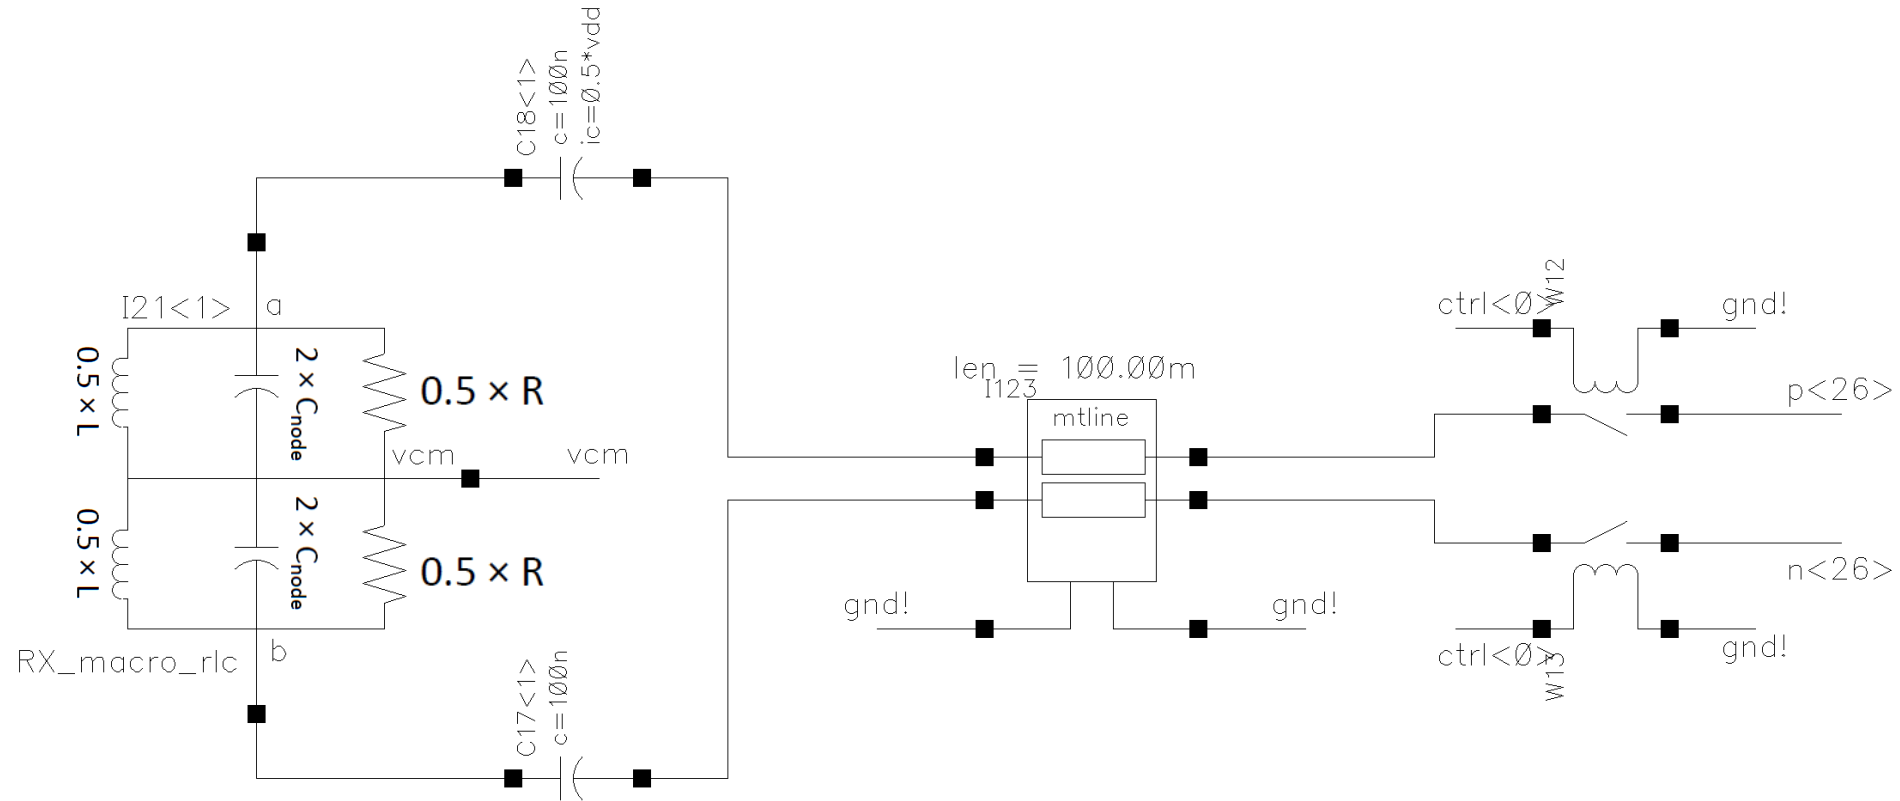 C18<1>
c=100n
ic=0.5*vdd
I21<1>
a
0.5 × L
2 × Cnode
0.5 × R
vcm
vcm
0.5 × L
2 × Cnode
0.5 × R
b
RX_macro_rlc
C17<1>
c=100n
len = 100.00m
I123
mtline
gnd!
gnd!
W12
ctrl<0>
gnd!
p<26>
n<26>
ctrl<0>
gnd!
W13